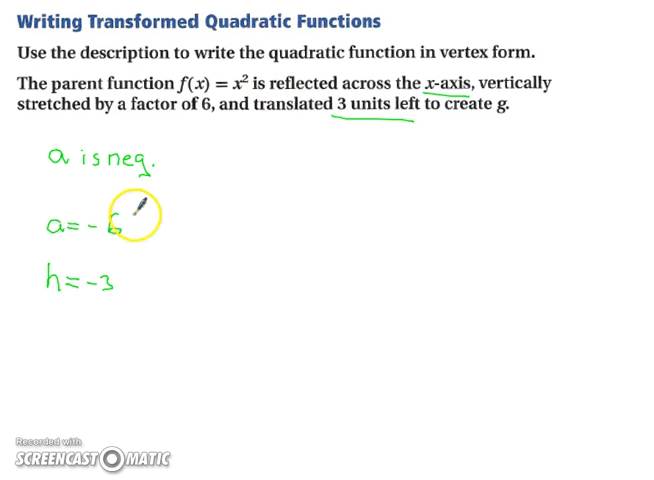 Writing Transformed Quadratic Functions
Use the description to write the quadratic function in vertex form.
The parent function f(x) = x² is reflected across the x-axis, vertically
stretched by a factor of 6, and translated 3 units left to create g.
a is neg.
a = - 6
h = -3
Recorded with
SCREENCAST MATIC